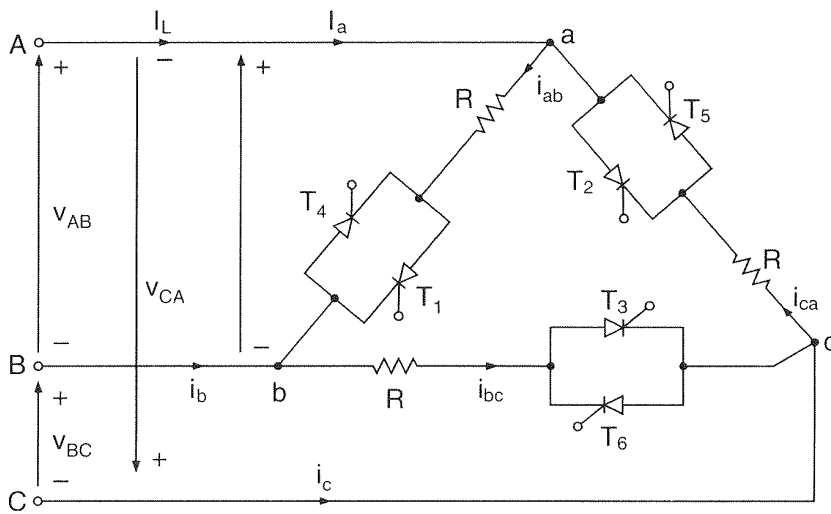 A I_L I_a a
+ − + i_ab
R T_5
T_4 T_2
v_AB
v_CA T_1 R
T_3 i_ca
− − c
B i_b b R i_bc
+ T_6
v_BC +
−
C i_c